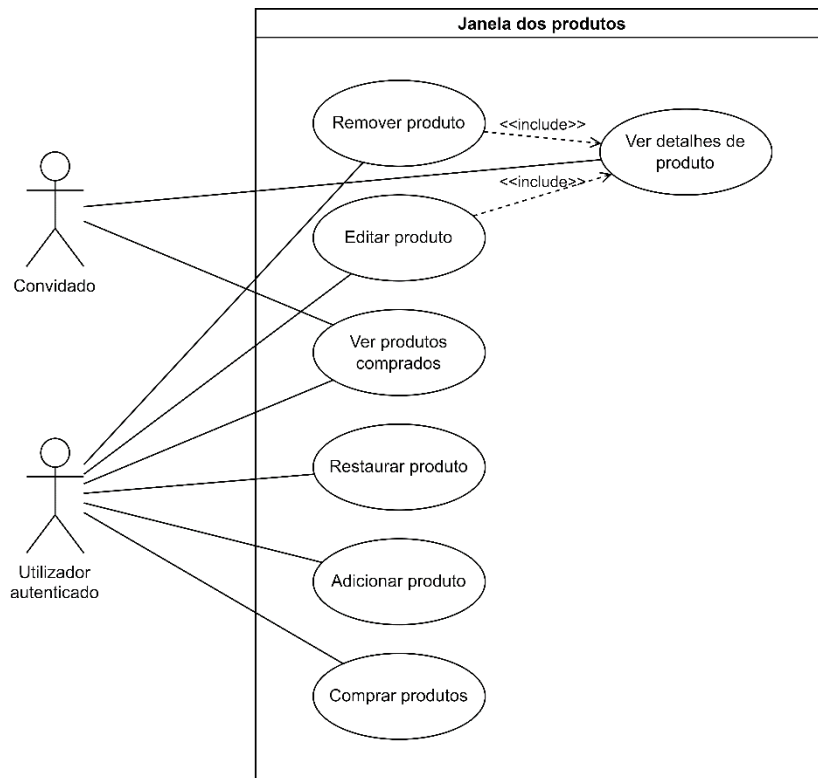 Janela dos produtos
Remover produto
<<include>>
Ver detalhes de
produto
<<include>>
Editar produto
Convidado
Ver produtos
comprados
Restaurar produto
Utilizador
autenticado
Adicionar produto
Comprar produtos